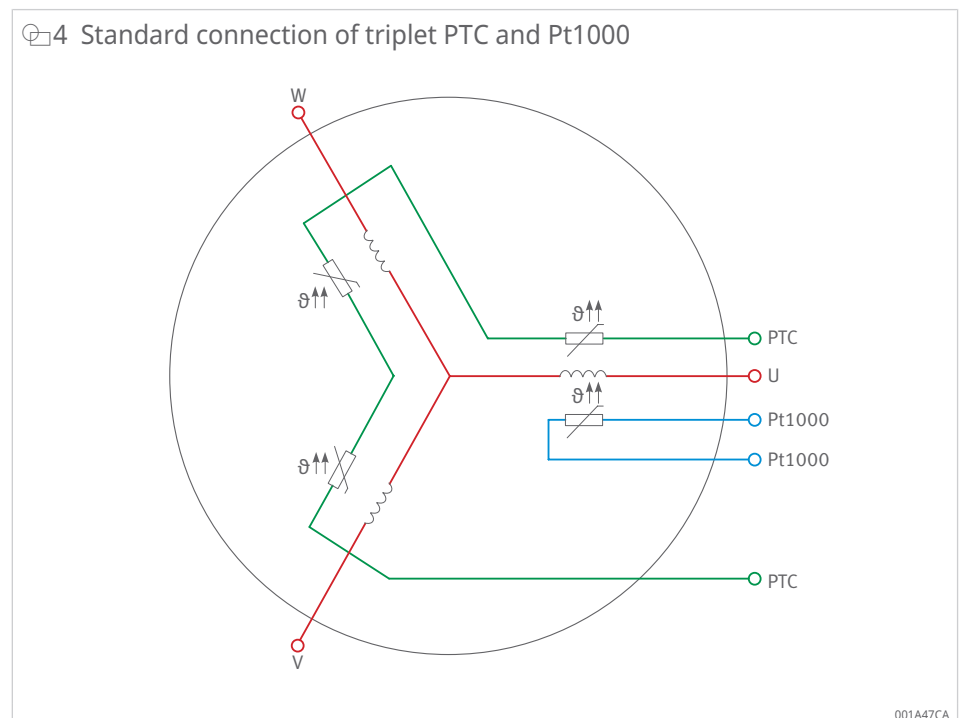 4 Standard connection of triplet PTC and Pt1000
W
ϑ
ϑ
PTC
U
ϑ
Pt1000
ϑ
Pt1000
PTC
V
001A47CA